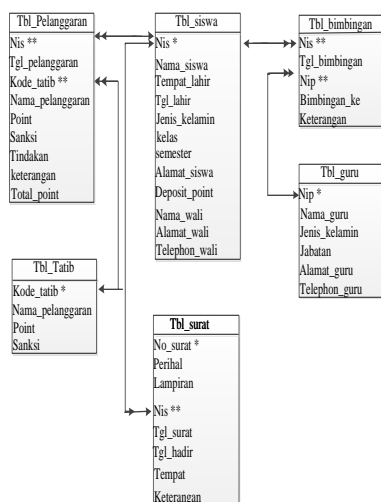 Tbl_Pelanggaran
Nis **
Tgl_pelanggaran
Kode_tatib **
Nama_pelanggaran
Point
Sanksi
Tindakan
keterangan
Total_point
Tbl_siswa
Nis *
Nama_siswa
Tempat_lahir
Tgl_lahir
Jenis_kelamin
kelas
semester
Alamat_siswa
Deposit_point
Nama_wali
Alamat_wali
Telephon_wali
Tbl_bimbingan
Nis **
Tgl_bimbingan
Nip **
Bimbingan_ke
Keterangan
Tbl_guru
Nip *
Nama_guru
Jenis_kelamin
Jabatan
Alamat_guru
Telephon_guru
Tbl_Tatib
Kode_tatib *
Nama_pelanggaran
Point
Sanksi
Tbl_surat
No_surat *
Perihal
Lampiran
Nis **
Tgl_surat
Tgl_hadir
Tempat
Keterangan